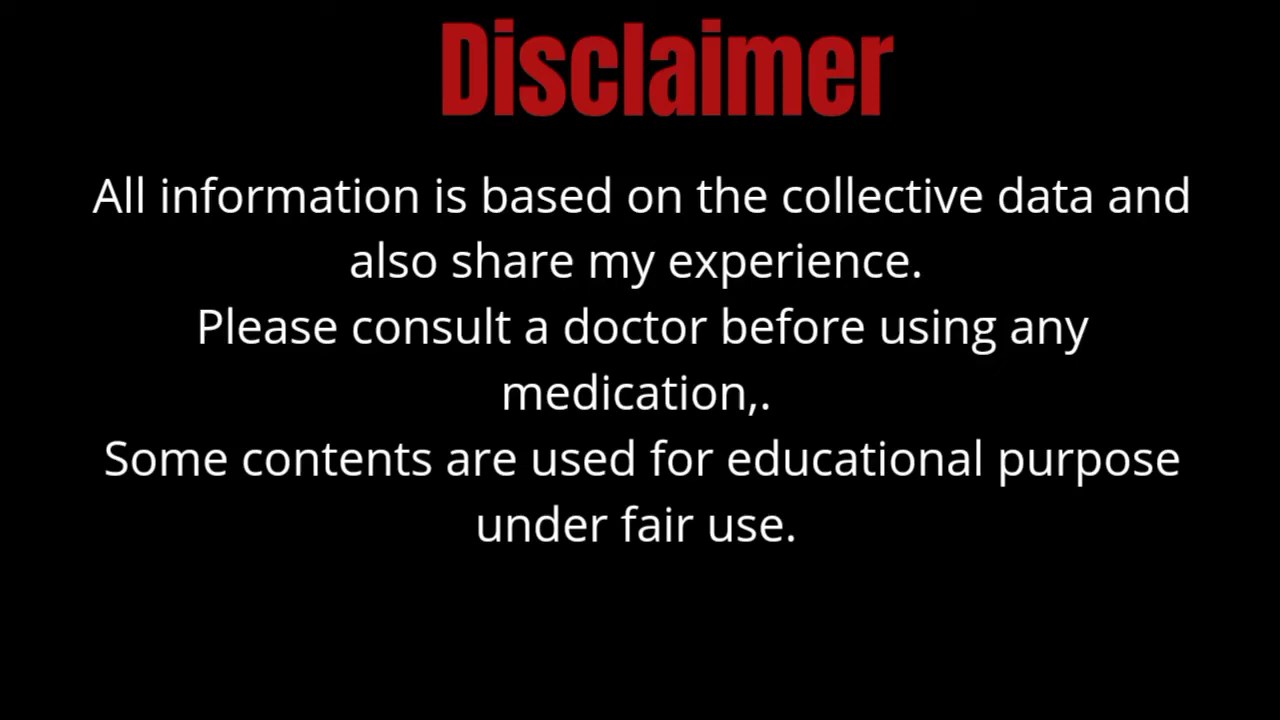 Disclaimer
All information is based on the collective data and
also share my experience.
Please consult a doctor before using any
medication,.
Some contents are used for educational purpose
under fair use.